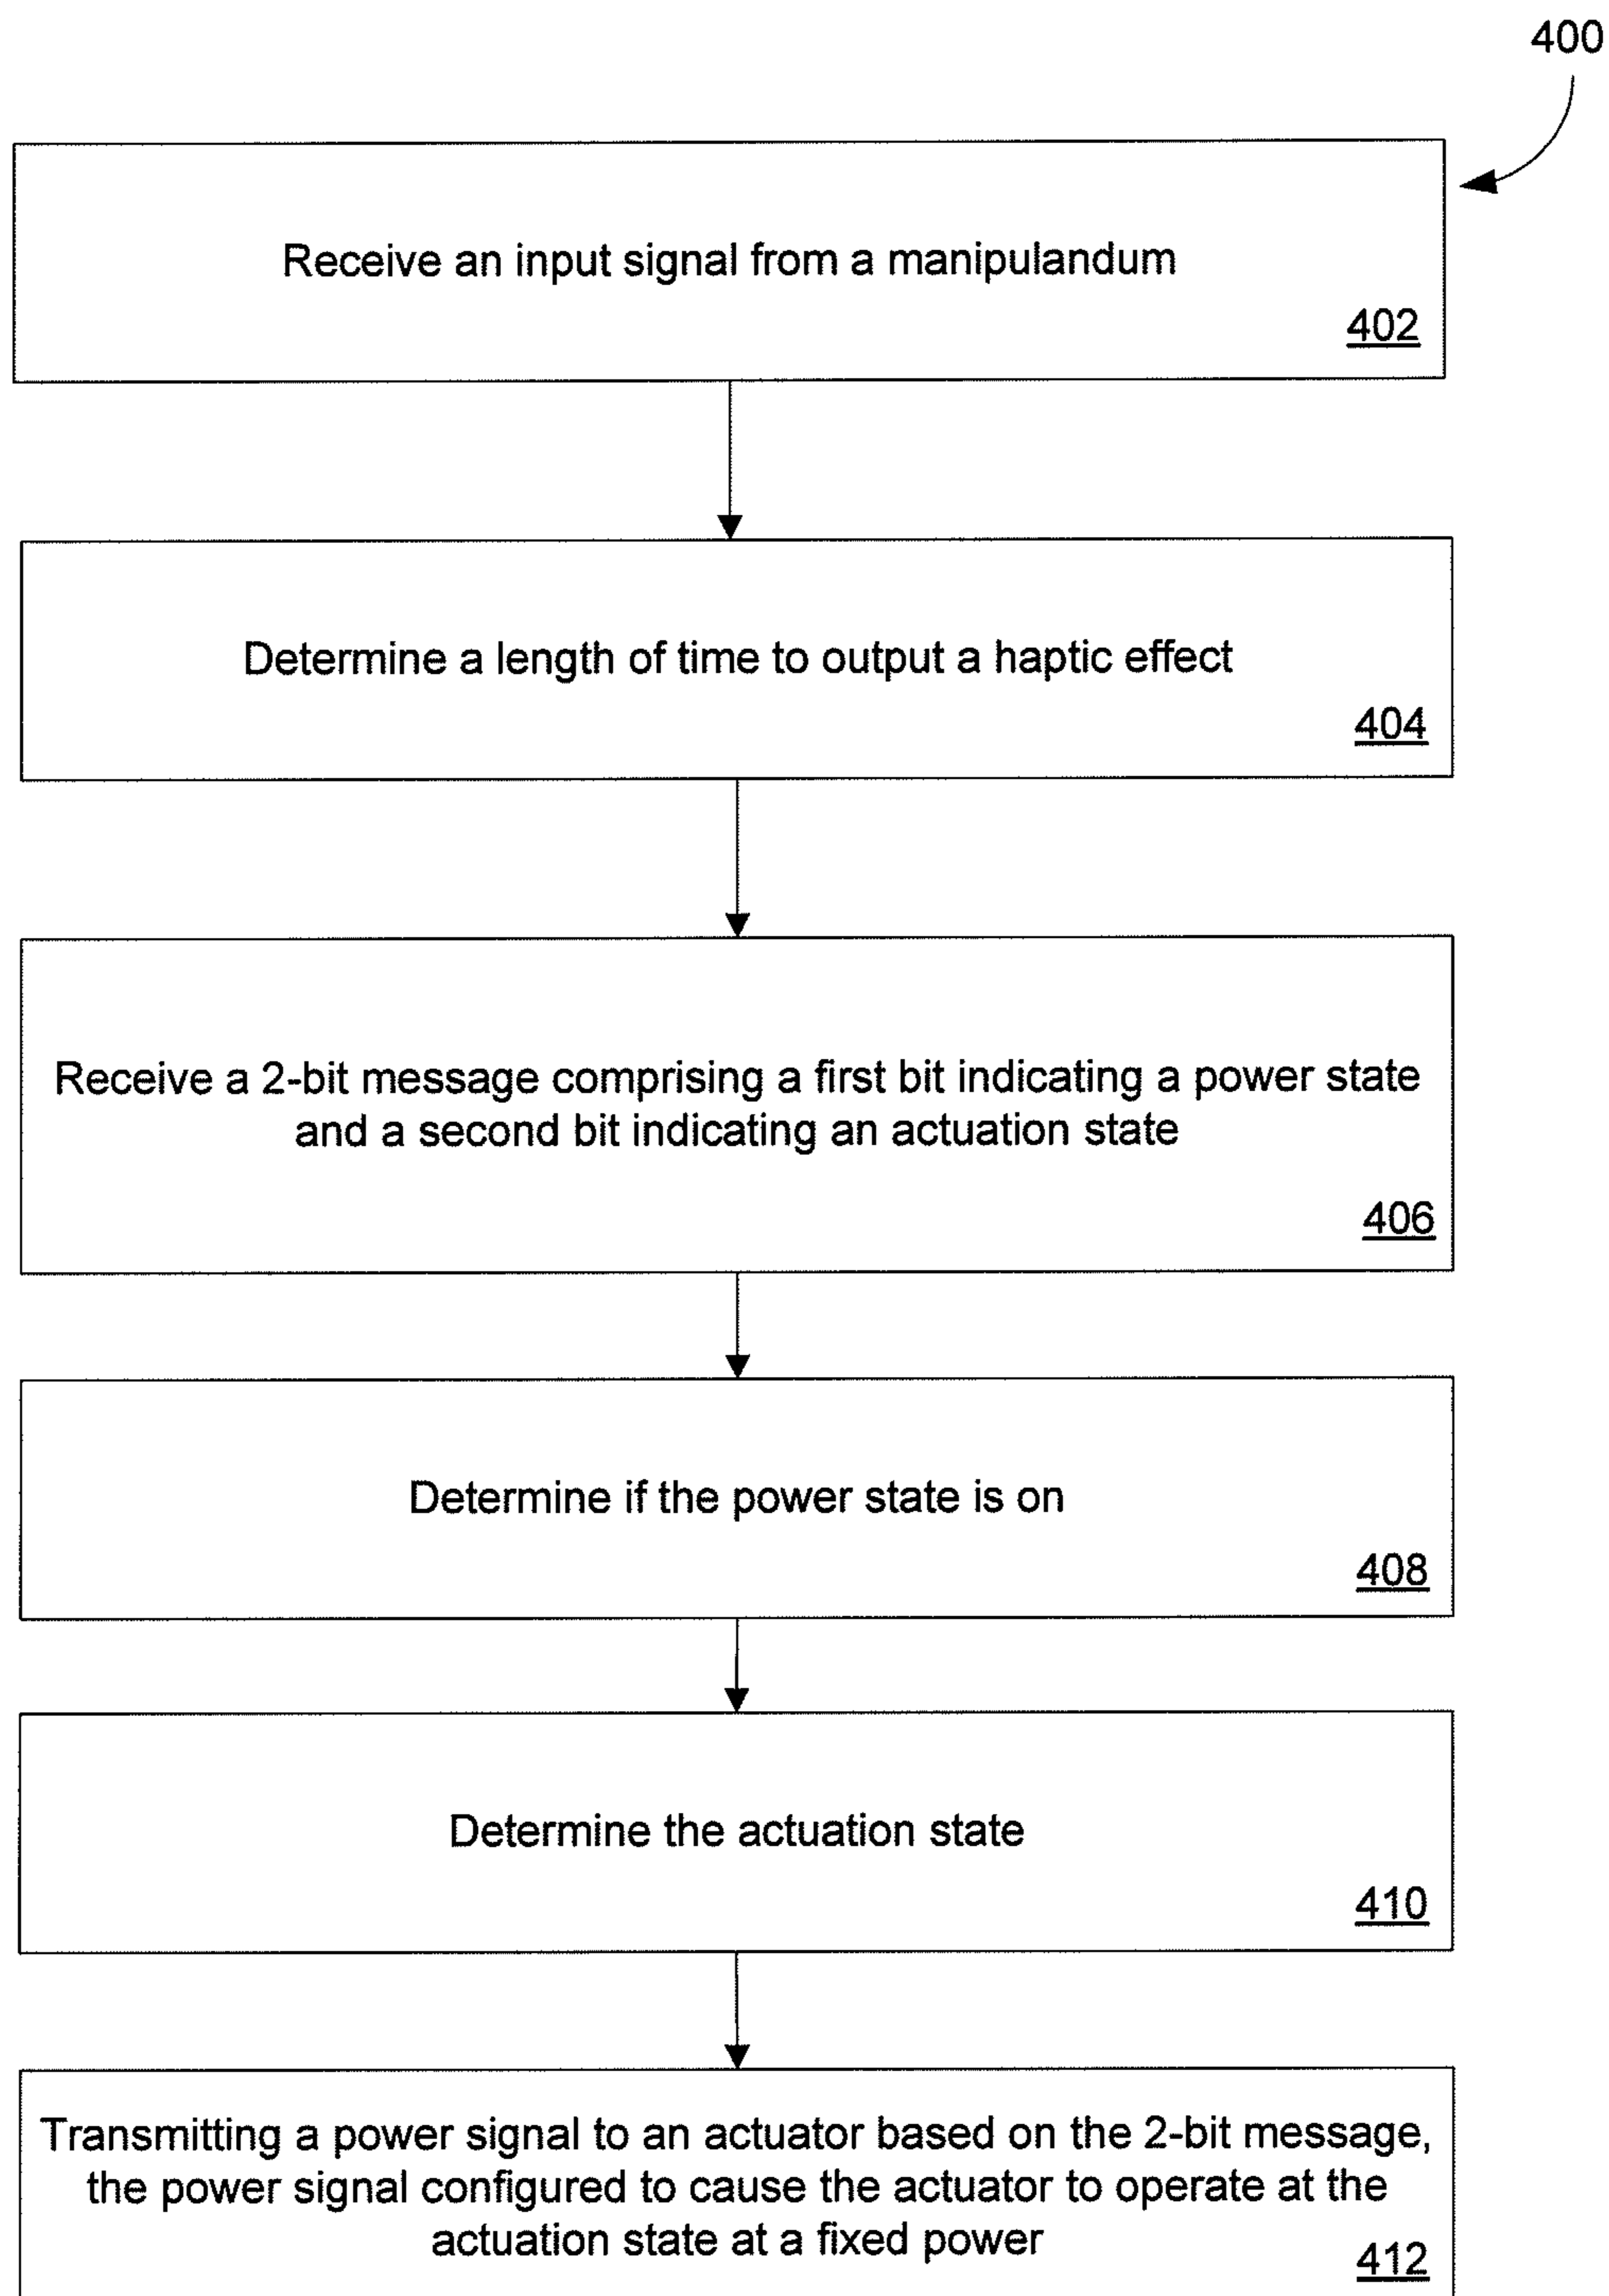 400
Receive an input signal from a manipulandum
402
Determine a length of time to output a haptic effect
404
Receive a 2-bit message comprising a first bit indicating a power state
and a second bit indicating an actuation state
406
Determine if the power state is on
408
Determine the actuation state
410
Transmitting a power signal to an actuator based on the 2-bit message,
the power signal configured to cause the actuator to operate at the
actuation state at a fixed power
412